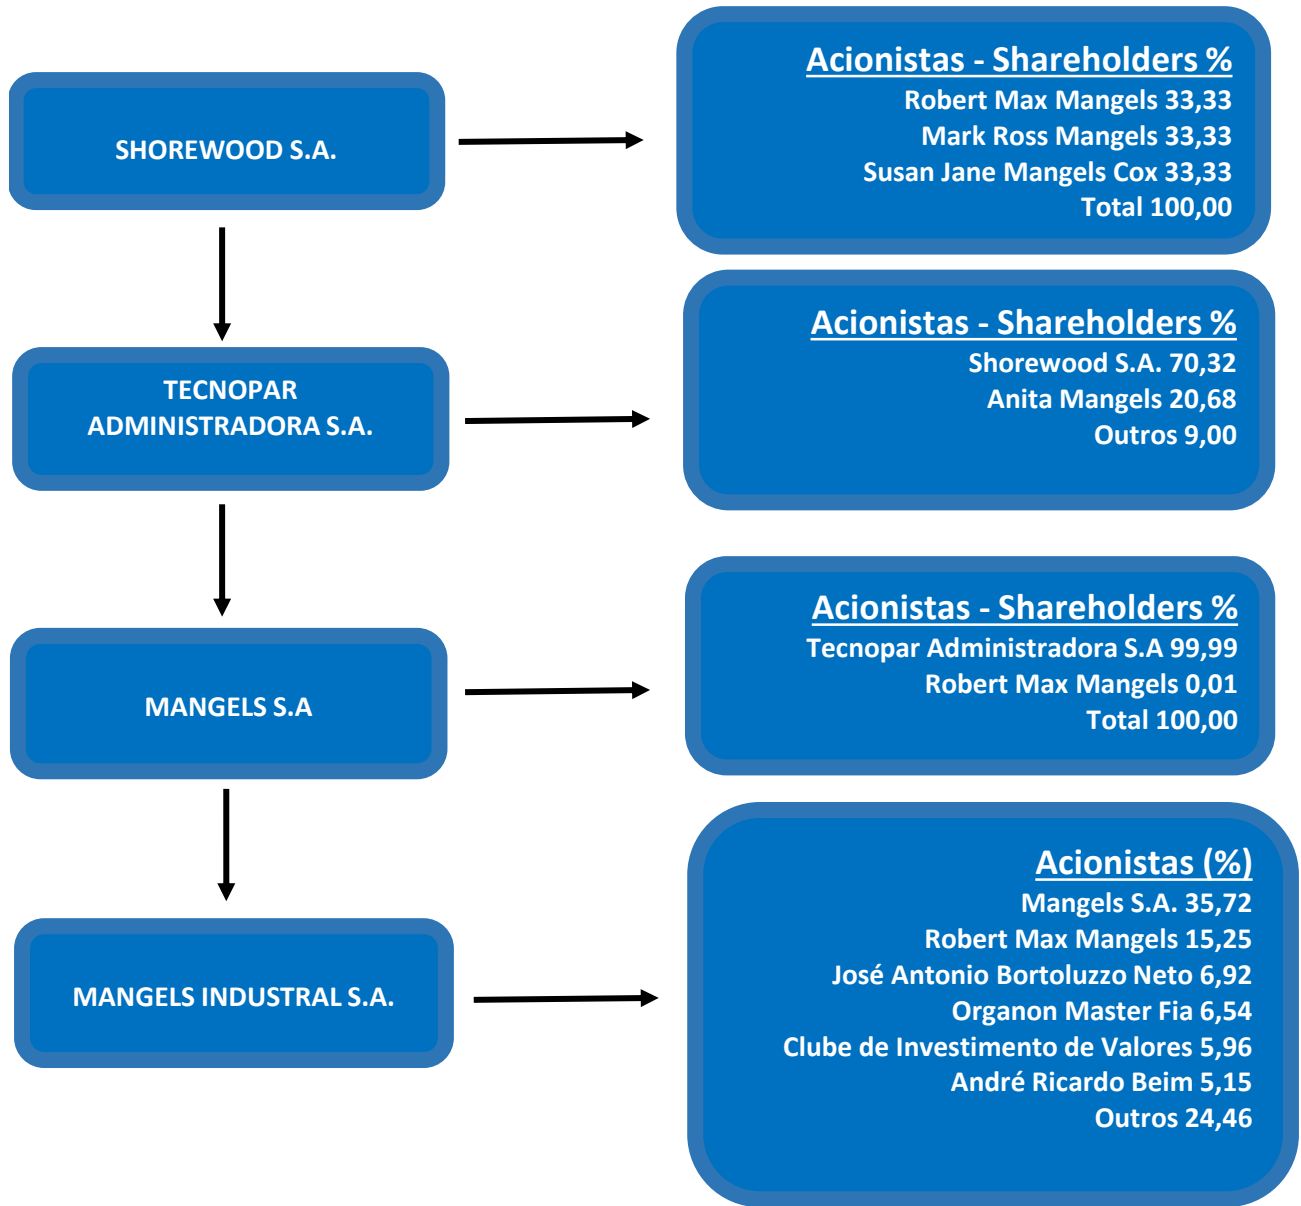 SHOREWOOD S.A.
Acionistas - Shareholders %
Robert Max Mangels 33,33
Mark Ross Mangels 33,33
Susan Jane Mangels Cox 33,33
Total 100,00
TECNOPAR
ADMINISTRADORA S.A.
Acionistas - Shareholders %
Shorewood S.A. 70,32
Anita Mangels 20,68
Outros 9,00
MANGELS S.A
Acionistas - Shareholders %
Tecnopar Administradora S.A 99,99
Robert Max Mangels 0,01
Total 100,00
MANGELS INDUSTRAL S.A.
Acionistas (%)
Mangels S.A. 35,72
Robert Max Mangels 15,25
José Antonio Bortoluzzo Neto 6,92
Organon Master Fia 6,54
Clube de Investimento de Valores 5,96
André Ricardo Beim 5,15
Outros 24,46